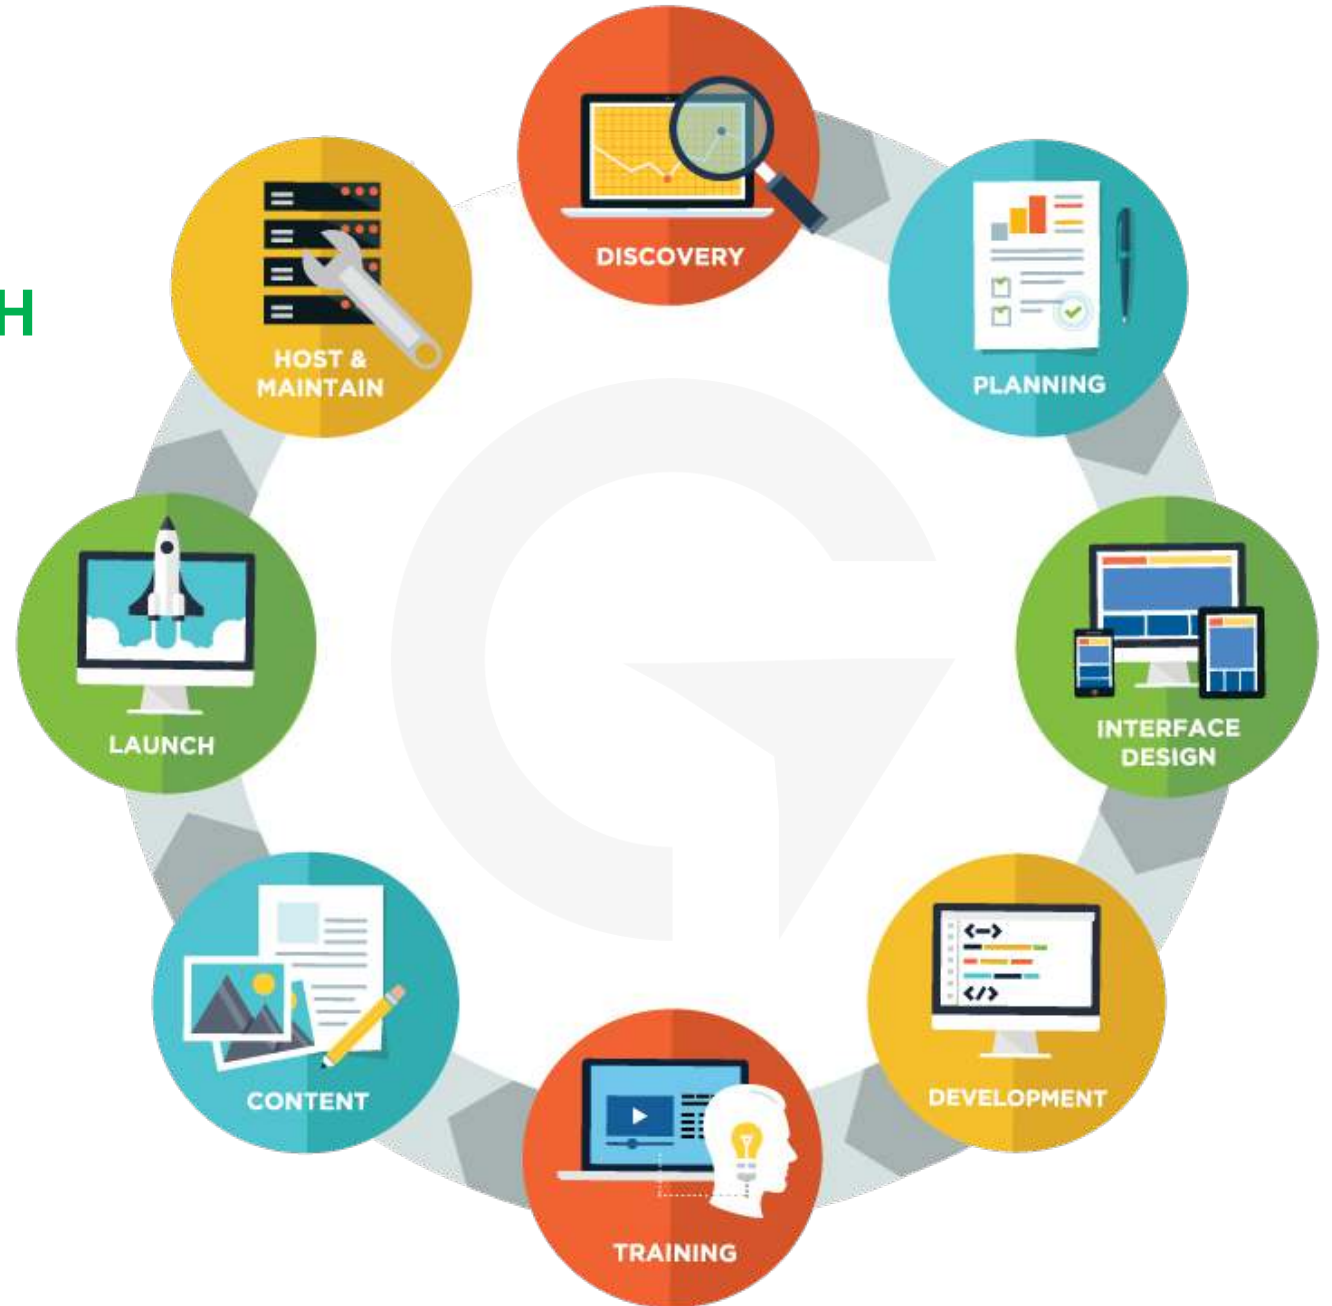 DISCOVERY
PLANNING
INTERFACE
DESIGN
DEVELOPMENT
TRAINING
CONTENT
LAUNCH
HOST &
MAINTAIN
H